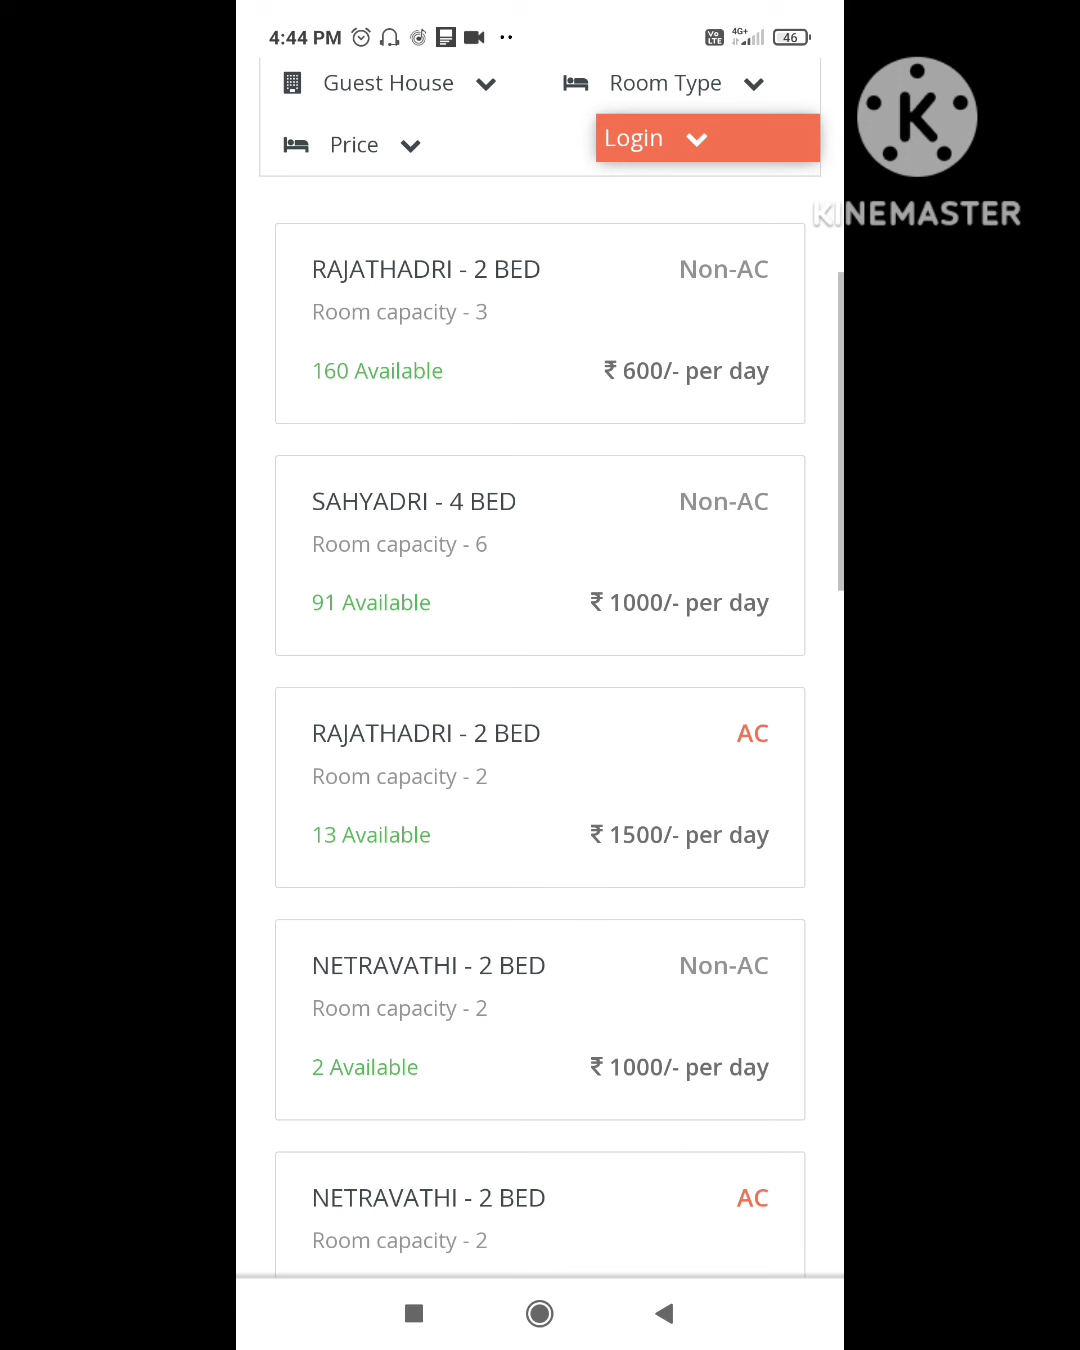 4:44 PM
Vo LTE 4G+ 46
Guest House
Room Type
Price
Login
K
KINEMASTER
RAJATHADRI - 2 BED Non-AC
Room capacity - 3
160 Available ₹ 600/- per day
SAHYADRI - 4 BED Non-AC
Room capacity - 6
91 Available ₹ 1000/- per day
RAJATHADRI - 2 BED AC
Room capacity - 2
13 Available ₹ 1500/- per day
NETRAVATHI - 2 BED Non-AC
Room capacity - 2
2 Available ₹ 1000/- per day
NETRAVATHI - 2 BED AC
Room capacity - 2